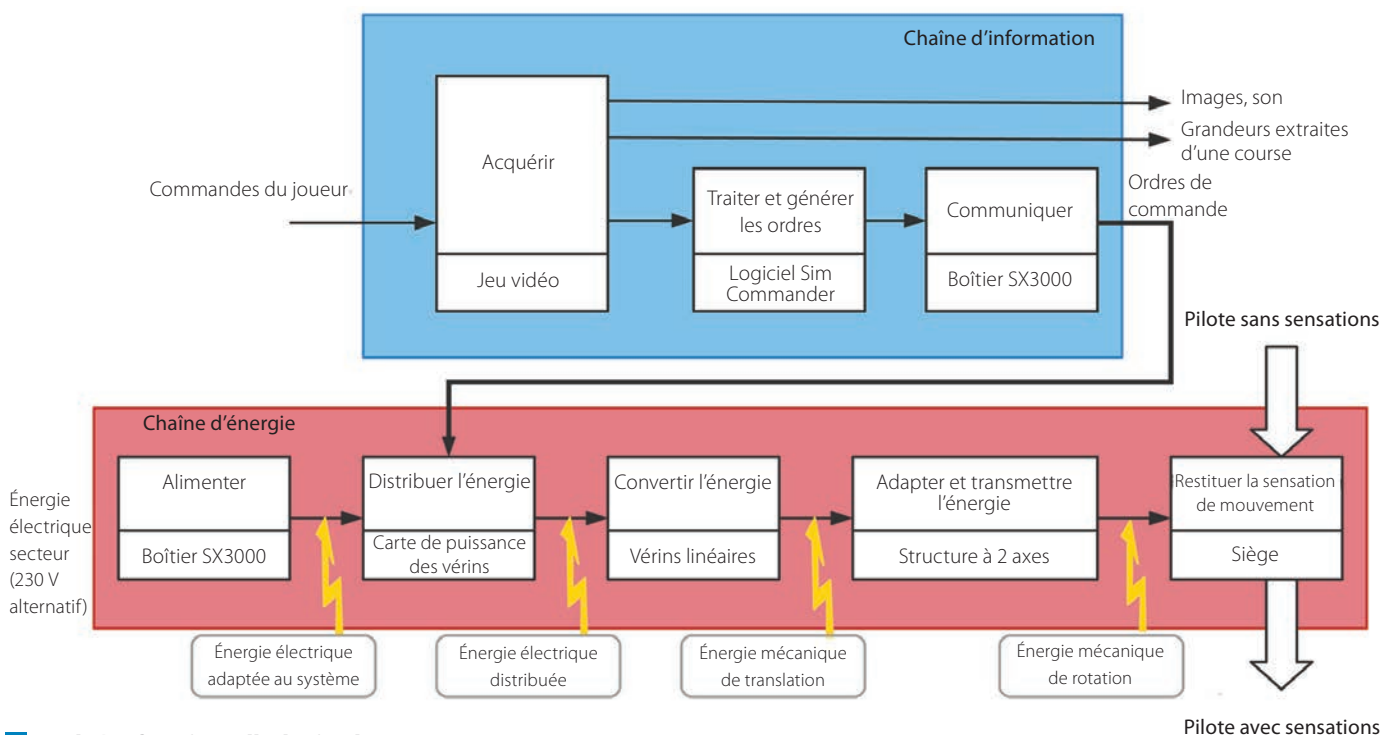 Chaîne d'information
Images, son
Grandeurs extraites
d'une course
Acquérir
Commandes du joueur
Traiter et générer
les ordres
Communiquer
Ordres de
commande
Jeu vidéo
Logiciel Sim
Commander
Boîtier SX3000
Pilote sans sensations
Chaîne d'énergie
Énergie
électrique
secteur
(230 V
alternatif)
Alimenter
Boîtier SX3000
Distribuer l'énergie
Carte de puissance
des vérins
Convertir l'énergie
Vérins linéaires
Adapter et transmettre
l'énergie
Structure à 2 axes
Restituer la sensation
de mouvement
Siège
Énergie électrique
adaptée au système
Énergie électrique
distribuée
Énergie mécanique
de translation
Énergie mécanique
de rotation
Pilote avec sensations